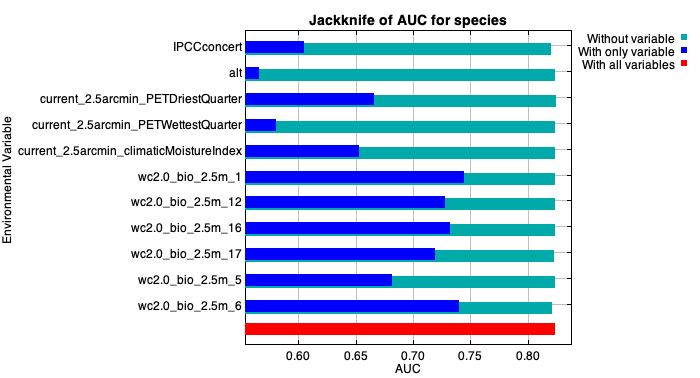 Jackknife of AUC for species
Without variable
With only variable
With all variables
Environmental Variable
IPCCconcert
alt
current_2.5arcmin_PETDriestQuarter
current_2.5arcmin_PETWettestQuarter
current_2.5arcmin_climaticMoistureIndex
wc2.0_bio_2.5m_1
wc2.0_bio_2.5m_12
wc2.0_bio_2.5m_16
wc2.0_bio_2.5m_17
wc2.0_bio_2.5m_5
wc2.0_bio_2.5m_6
0.60 0.65 0.70 0.75 0.80
AUC